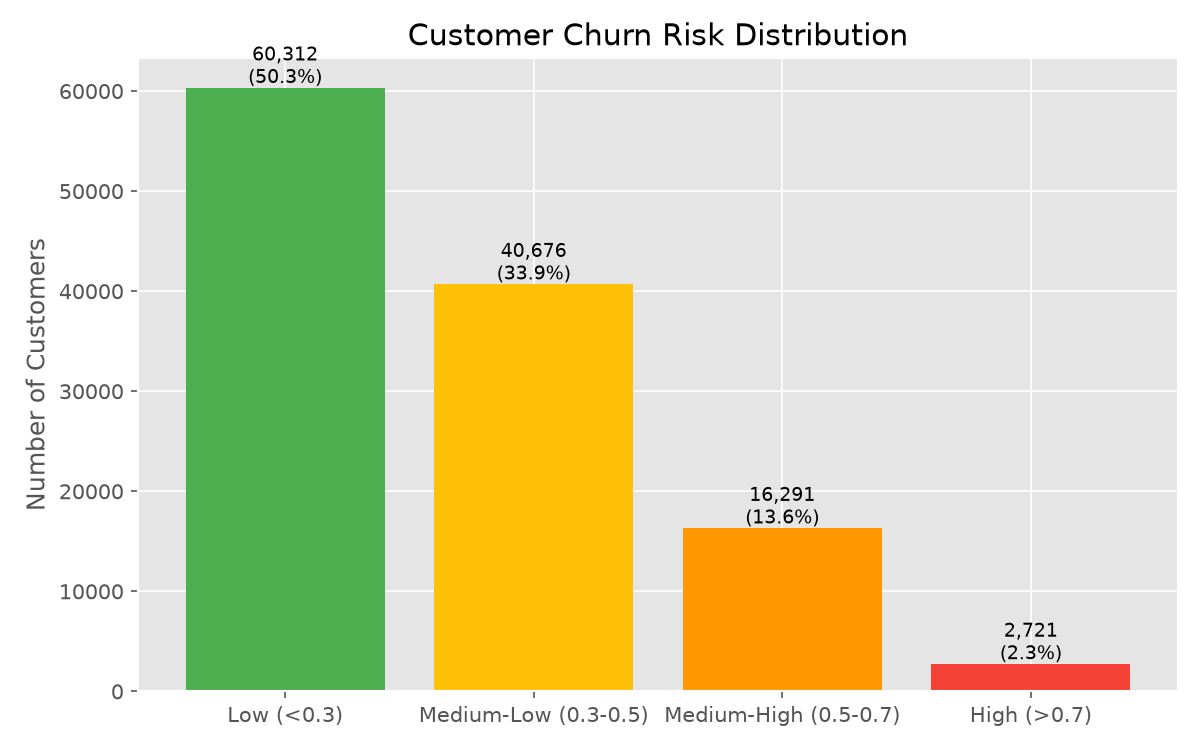 Customer Churn Risk Distribution
60,312
(50.3%)
60000
50000
40,676
(33.9%)
40000
Number of Customers
30000
20000
16,291
(13.6%)
10000
2,721
(2.3%)
0
Low (<0.3)
Medium-Low (0.3-0.5)
Medium-High (0.5-0.7)
High (>0.7)